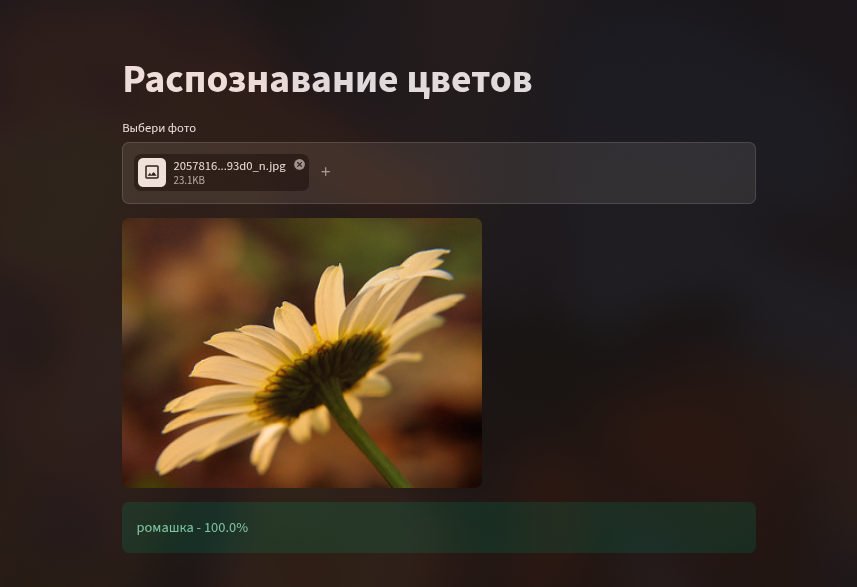 Распознавание цветов
Выбери фото
2057816...93d0_n.jpg
23.1KB
ромашка - 100.0%